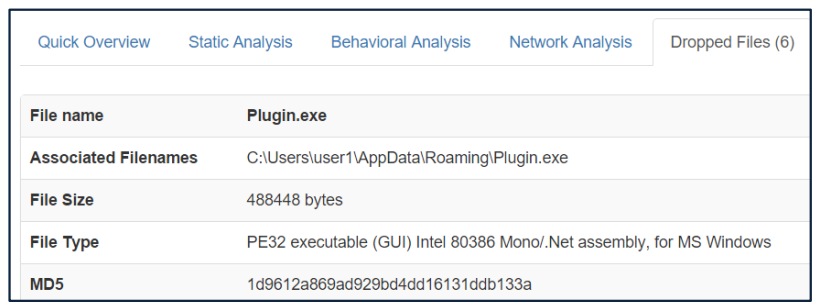 Quick Overview Static Analysis Behavioral Analysis Network Analysis Dropped Files (6)
File name Plugin.exe
Associated Filenames C:\Users\user1\AppData\Roaming\Plugin.exe
File Size 488448 bytes
File Type PE32 executable (GUI) Intel 80386 Mono/.Net assembly, for MS Windows
MD5 1d9612a869ad929bd4dd16131ddb133a